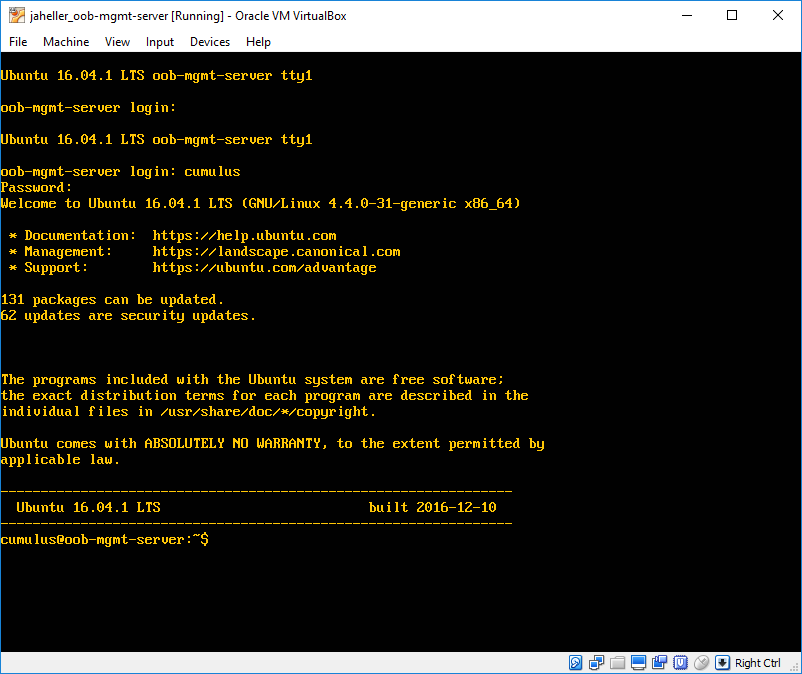 jaheller_oob-mgmt-server [Running] - Oracle VM VirtualBox
File Machine View Input Devices Help
Ubuntu 16.04.1 LTS oob-mgmt-server tty1
oob-mgmt-server login:
Ubuntu 16.04.1 LTS oob-mgmt-server tty1
oob-mgmt-server login: cumulus
Password:
Welcome to Ubuntu 16.04.1 LTS (GNU/Linux 4.4.0-31-generic x86_64)
* Documentation: https://help.ubuntu.com
* Management: https://landscape.canonical.com
* Support: https://ubuntu.com/advantage
131 packages can be updated.
62 updates are security updates.
The programs included with the Ubuntu system are free software;
the exact distribution terms for each program are described in the
individual files in /usr/share/doc/*/copyright.
Ubuntu comes with ABSOLUTELY NO WARRANTY, to the extent permitted by
applicable law.
----------------------------------------------------------------
Ubuntu 16.04.1 LTS built 2016-12-10
----------------------------------------------------------------
cumulus@oob-mgmt-server:~$
Right Ctrl